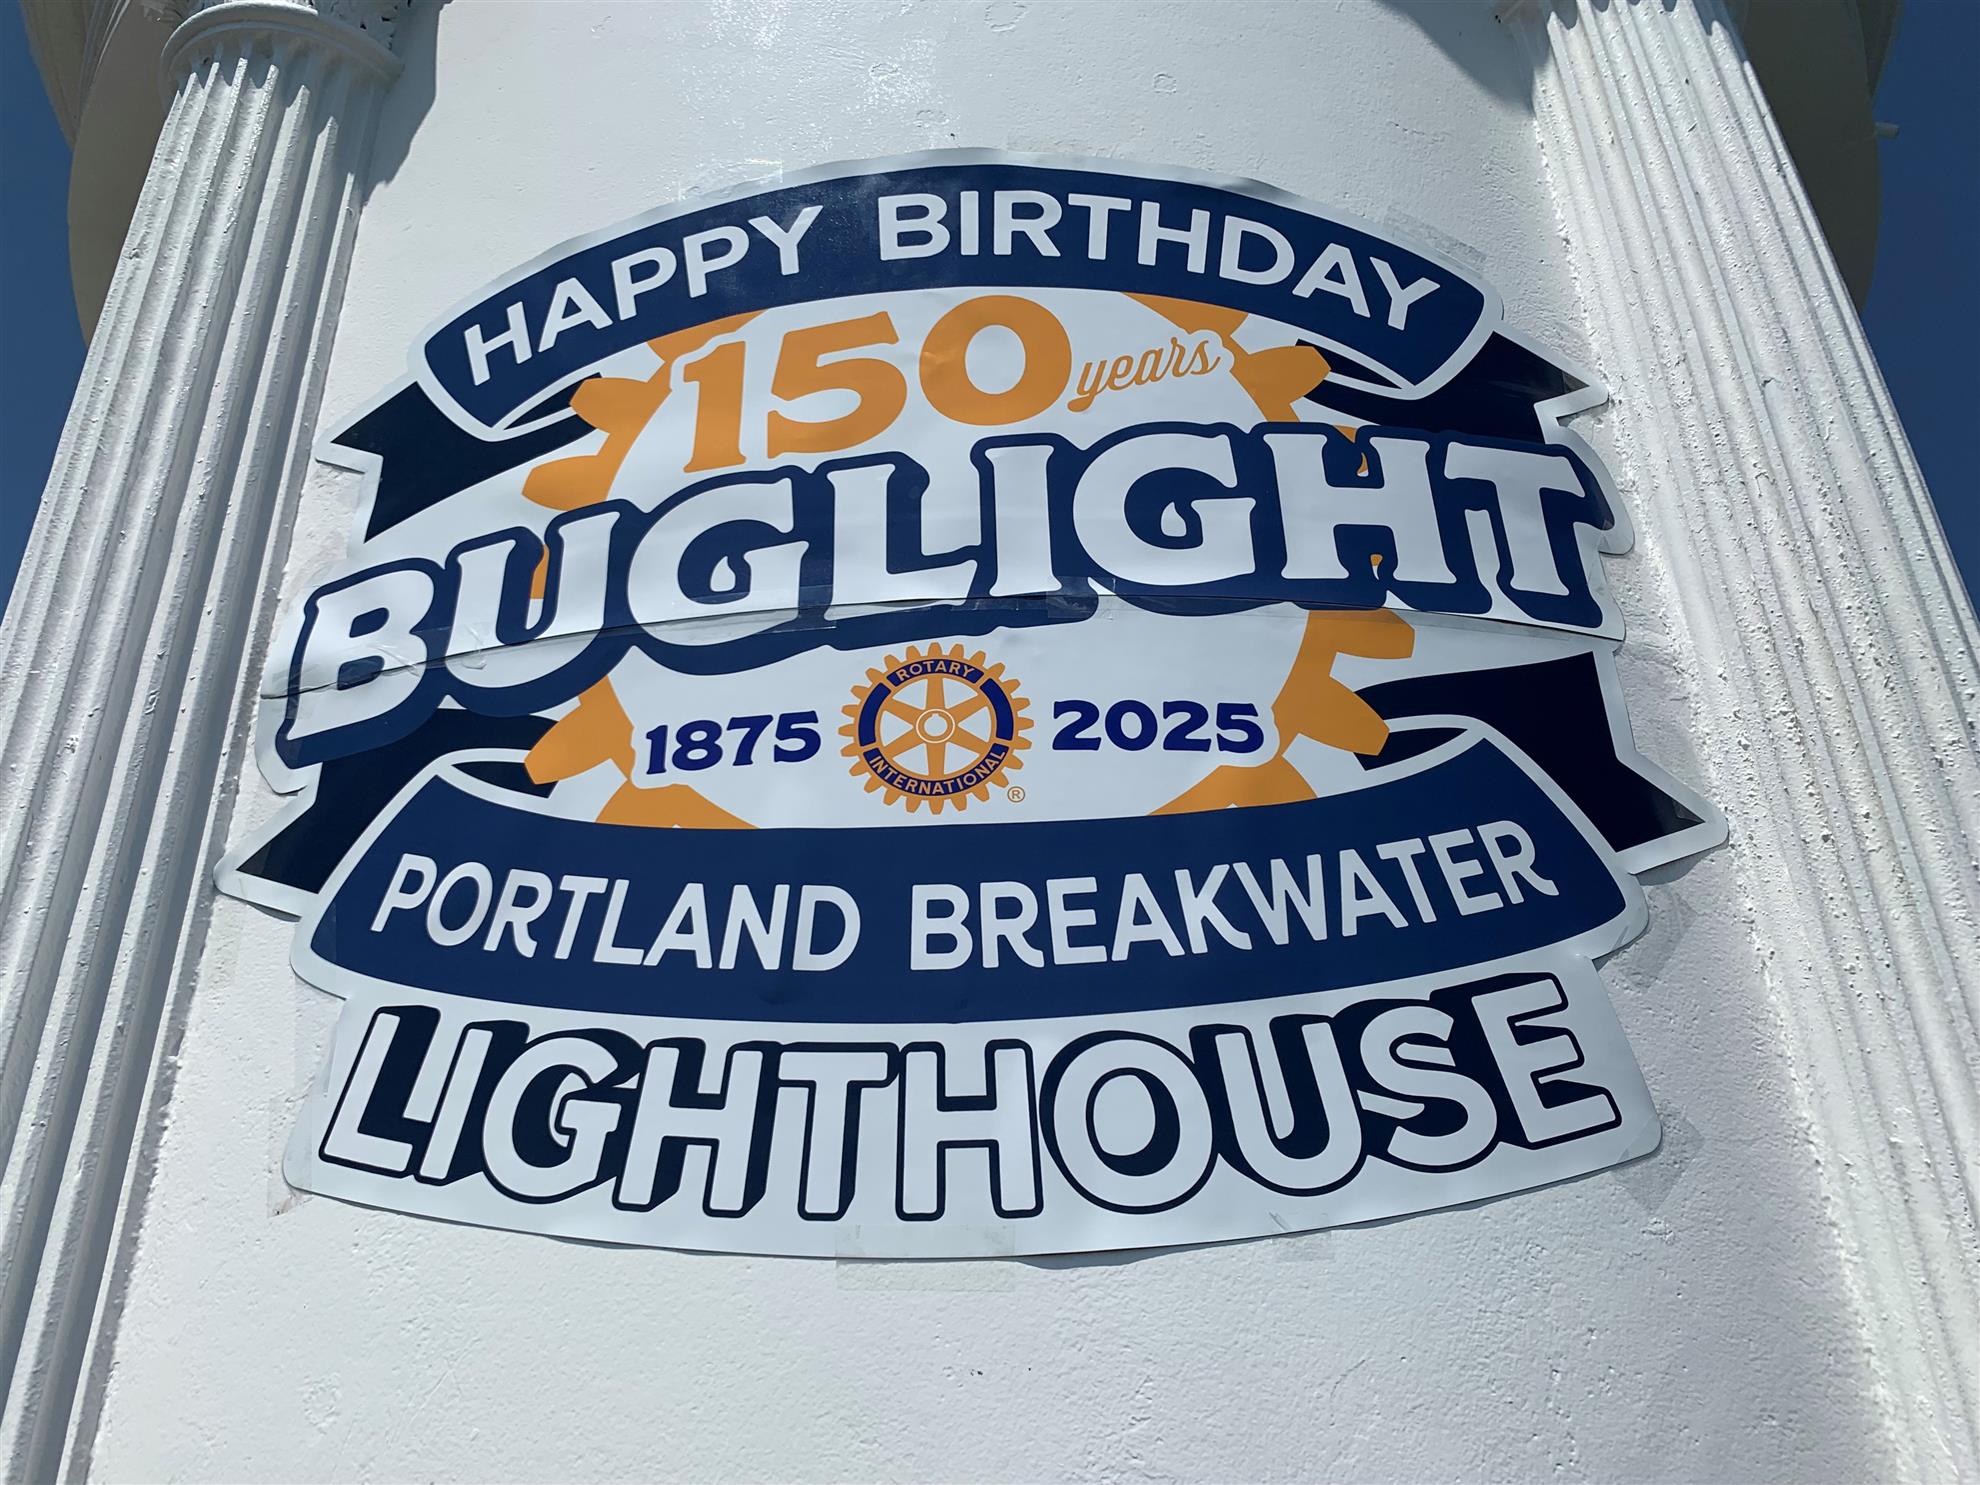 HAPPY BIRTHDAY
150 years
BUGLIGHT
1875 ROTARY INTERNATIONAL ® 2025
PORTLAND BREAKWATER
LIGHTHOUSE